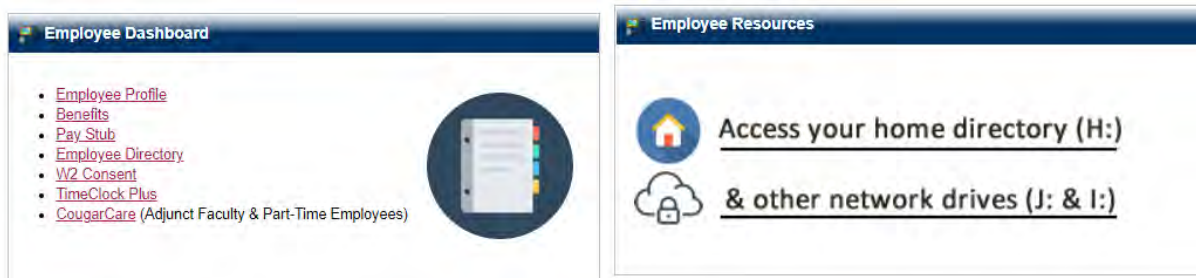 Employee Dashboard
Employee Profile
Benefits
Pay Stub
Employee Directory
W2 Consent
TimeClock Plus
CougarCare (Adjunct Faculty & Part-Time Employees)
Employee Resources
Access your home directory (H:)
& other network drives (J: & I:)